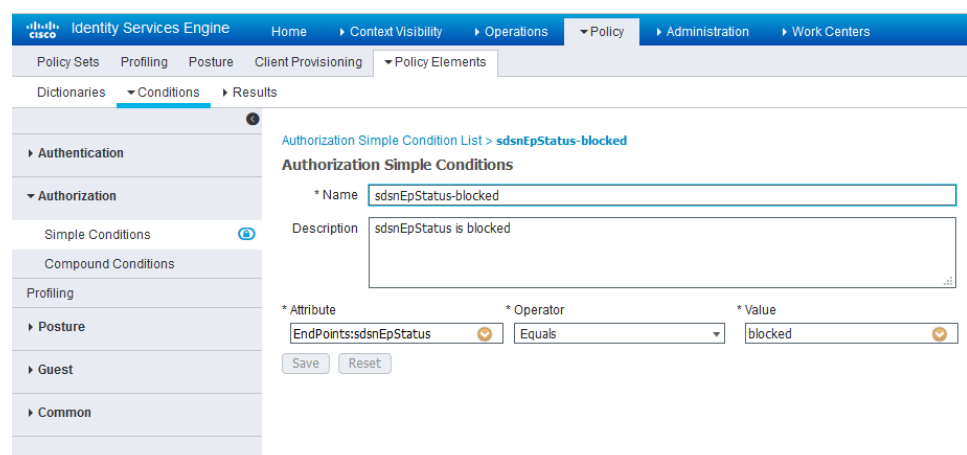 cisco Identity Services Engine Home Context Visibility Operations Policy Administration Work Centers
Policy Sets Profiling Posture Client Provisioning Policy Elements
Dictionaries Conditions Results
Authorization Simple Condition List > sdsnEpStatus-blocked
Authentication
Authorization Simple Conditions
Authorization
* Name sdsnEpStatus-blocked
Simple Conditions
Description sdsnEpStatus is blocked
Compound Conditions
Profiling
Posture
* Attribute * Operator * Value
EndPoints:sdsnEpStatus Equals blocked
Guest
Save Reset
Common